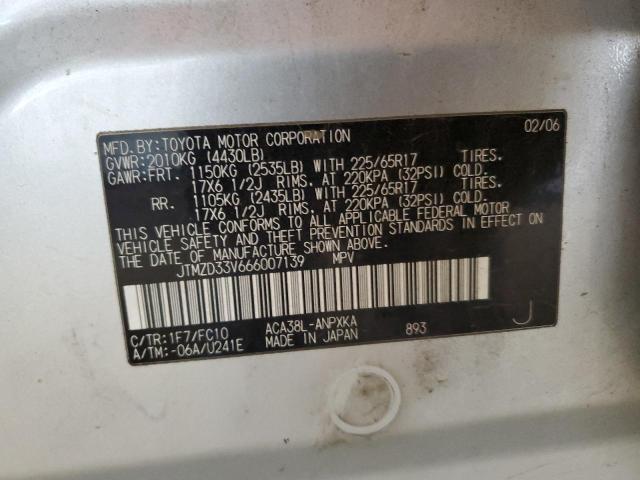 MFD.BY:TOYOTA MOTOR CORPORATION 02/06
GVWR:2010KG (4430LB)
GAWR:FRT. 1150KG (2535LB) WITH 225/65R17 TIRES.
17X6 1/2J RIMS, AT 220KPA (32PSI) COLD.
RR. 1105KG (2435LB) WITH 225/65R17 TIRES.
17X6 1/2J RIMS, AT 220KPA (32PSI) COLD.
THIS VEHICLE CONFORMS TO ALL APPLICABLE FEDERAL MOTOR
VEHICLE SAFETY AND THEFT PREVENTION STANDARDS IN EFFECT ON
THE DATE OF MANUFACTURE SHOWN ABOVE.
JTMZD33V666007139 MPV
C/TR:1F7/FC10 ACA38L-ANPXKA 893 J
A/TM:-06A/U241E MADE IN JAPAN